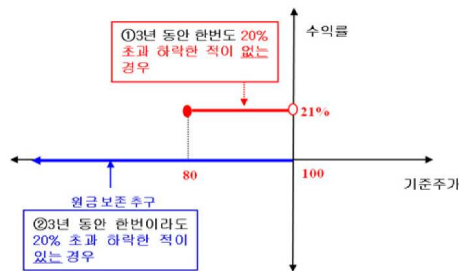 수익률
①3년 동안 한번도 20%
초과 하락한 적이 없는
경우
21%
80
100
기준주가
원금 보존 추구
②3년 동안 한번이라도
20% 초과 하락한 적이
있는 경우